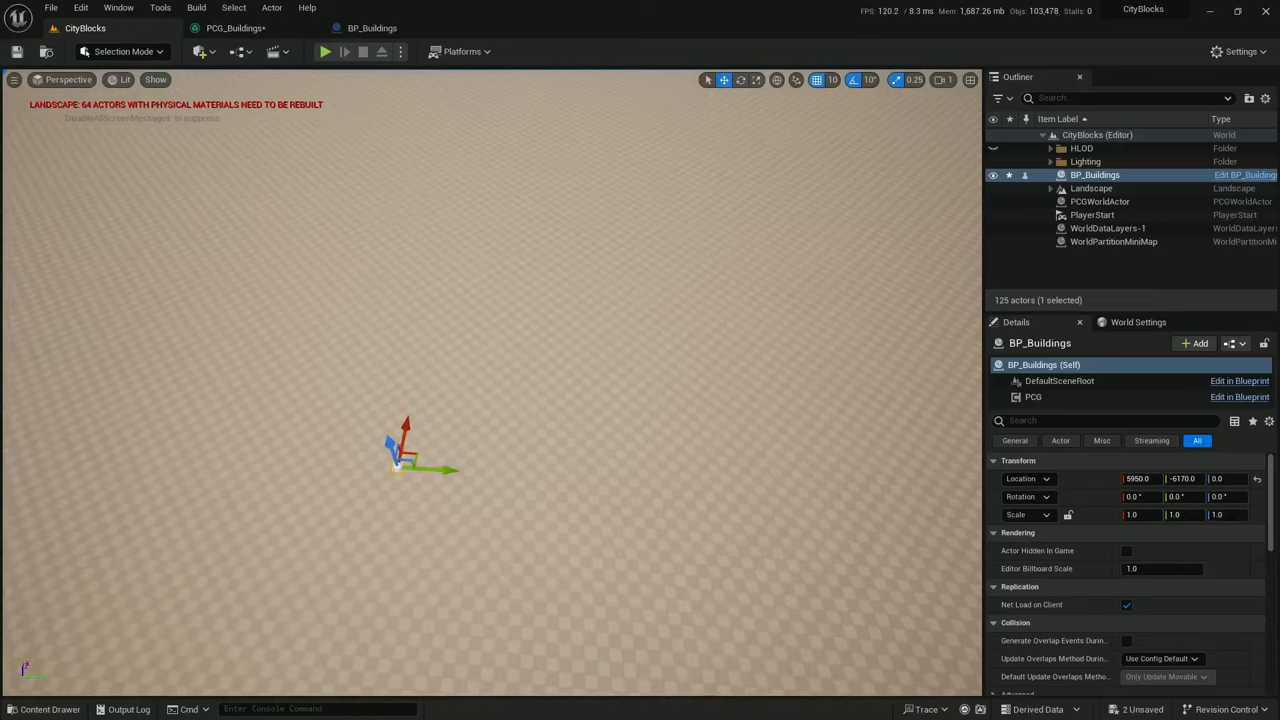 File Edit Window Tools Build Select Actor Help
FPS: 120.2 / 8.3 ms Mem: 1,687.26 mb Objs: 103,478 Stalls: 0
CityBlocks
CityBlocks
PCG_Buildings*
BP_Buildings
Selection Mode
Platforms
Settings
Perspective
Lit
Show
10
10°
0.25
1
LANDSCAPE: 64 ACTORS WITH PHYSICAL MATERIALS NEED TO BE REBUILT
'DisableAllScreenMessages' to suppress
Outliner
Search...
Item Label
Type
CityBlocks (Editor) World
HLOD Folder
Lighting Folder
BP_Buildings Edit BP_Building
Landscape Landscape
PCGWorldActor PCGWorldActor
PlayerStart PlayerStart
WorldDataLayers-1 WorldDataLayer
WorldPartitionMiniMap WorldPartitionM
125 actors (1 selected)
Details
World Settings
BP_Buildings
Add
BP_Buildings (Self)
DefaultSceneRoot Edit in Blueprint
PCG Edit in Blueprint
Search
General Actor Misc Streaming All
Transform
Location 5950.0 -6170.0 0.0
Rotation 0.0 ° 0.0 ° 0.0 °
Scale 1.0 1.0 1.0
Rendering
Actor Hidden In Game
Editor Billboard Scale 1.0
Replication
Net Load on Client
Collision
Generate Overlap Events Durin
Update Overlaps Method Durin Use Config Default
Default Update Overlaps Metho Only Update Movable
Advanced
Content Drawer
Output Log
Cmd
Enter Console Command
Trace
Derived Data
2 Unsaved
Revision Control